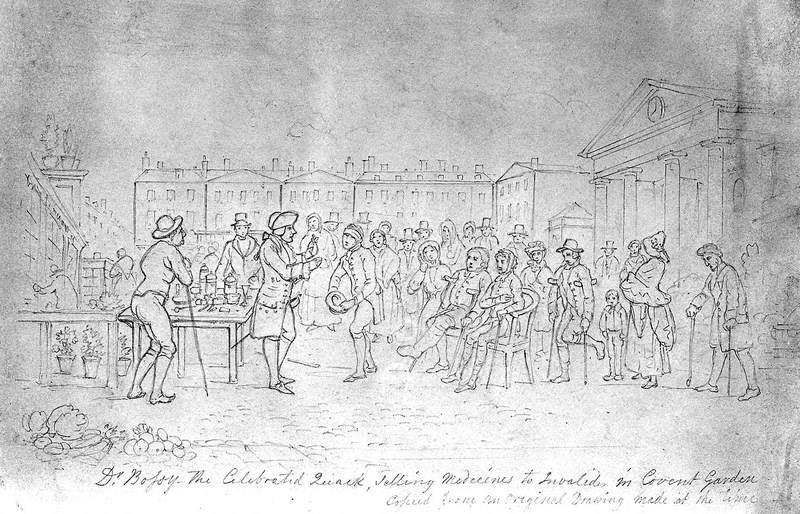 Dr. Bossy. The Celebrated Quack, Selling Medecines to Invalids, in Covent Garden
Copied from an original Drawing made at the time